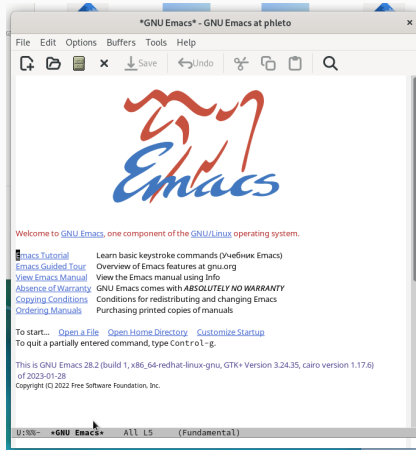 *GNU Emacs* - GNU Emacs at phleto
File Edit Options Buffers Tools Help
Save Undo
Emacs
Welcome to GNU Emacs, one component of the GNU/Linux operating system.
Emacs Tutorial Learn basic keystroke commands (Учебник Emacs)
Emacs Guided Tour Overview of Emacs features at gnu.org
View Emacs Manual View the Emacs manual using Info
Absence of Warranty GNU Emacs comes with ABSOLUTELY NO WARRANTY
Copying Conditions Conditions for redistributing and changing Emacs
Ordering Manuals Purchasing printed copies of manuals
To start... Open a File Open Home Directory Customize Startup
To quit a partially entered command, type Control-g.
This is GNU Emacs 28.2 (build 1, x86_64-redhat-linux-gnu, GTK+ Version 3.24.35, cairo version 1.17.6)
of 2023-01-28
Copyright (C) 2022 Free Software Foundation, Inc.
U:%%- *GNU Emacs* All L5 (Fundamental)